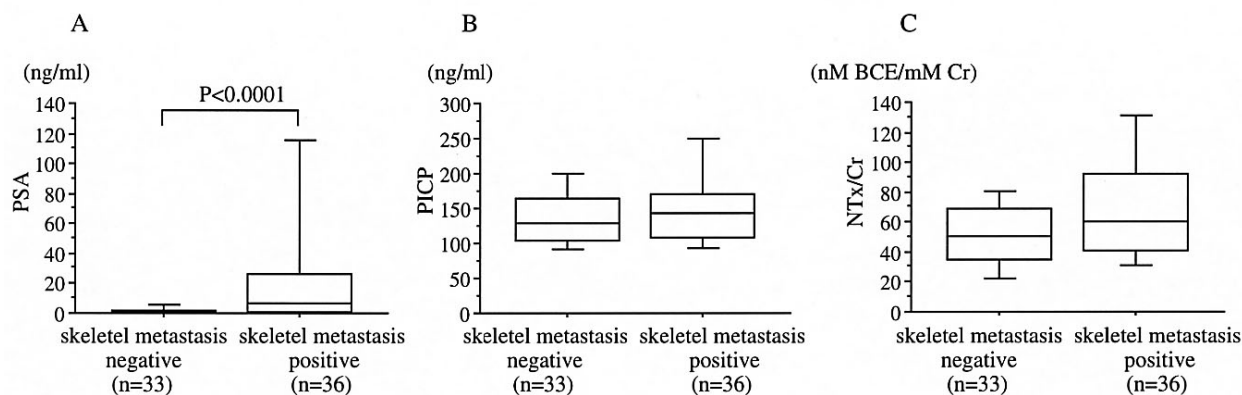 A
(ng/ml)
P<0.0001
PSA
140
120
100
80
60
40
20
0
skeletel metastasis
negative
(n=33)
skeletel metastasis
positive
(n=36)
B
(ng/ml)
PICP
300
250
200
150
100
50
0
skeletel metastasis
negative
(n=33)
skeletel metastasis
positive
(n=36)
C
(nM BCE/mM Cr)
NTx/Cr
140
120
100
80
60
40
20
0
skeletel metastasis
negative
(n=33)
skeletel metastasis
positive
(n=36)